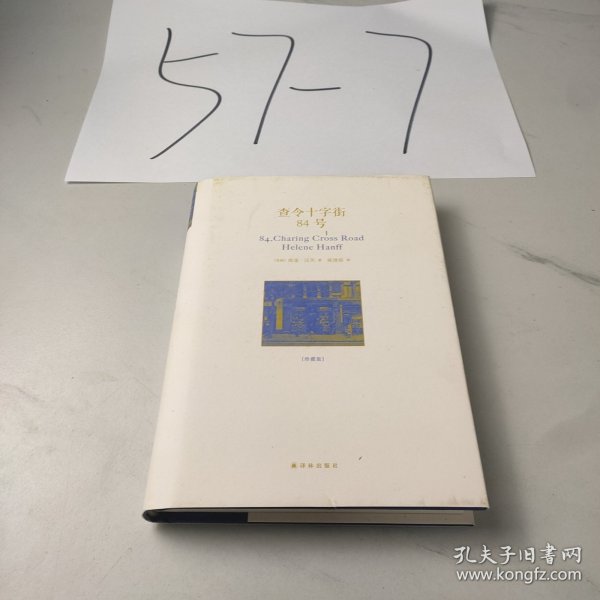 57-7
查令十字街
84号
84,Charing Cross Road
Helene Hanff
[珍藏版]
译林出版社
孔夫子旧书网
www.kongfz.com